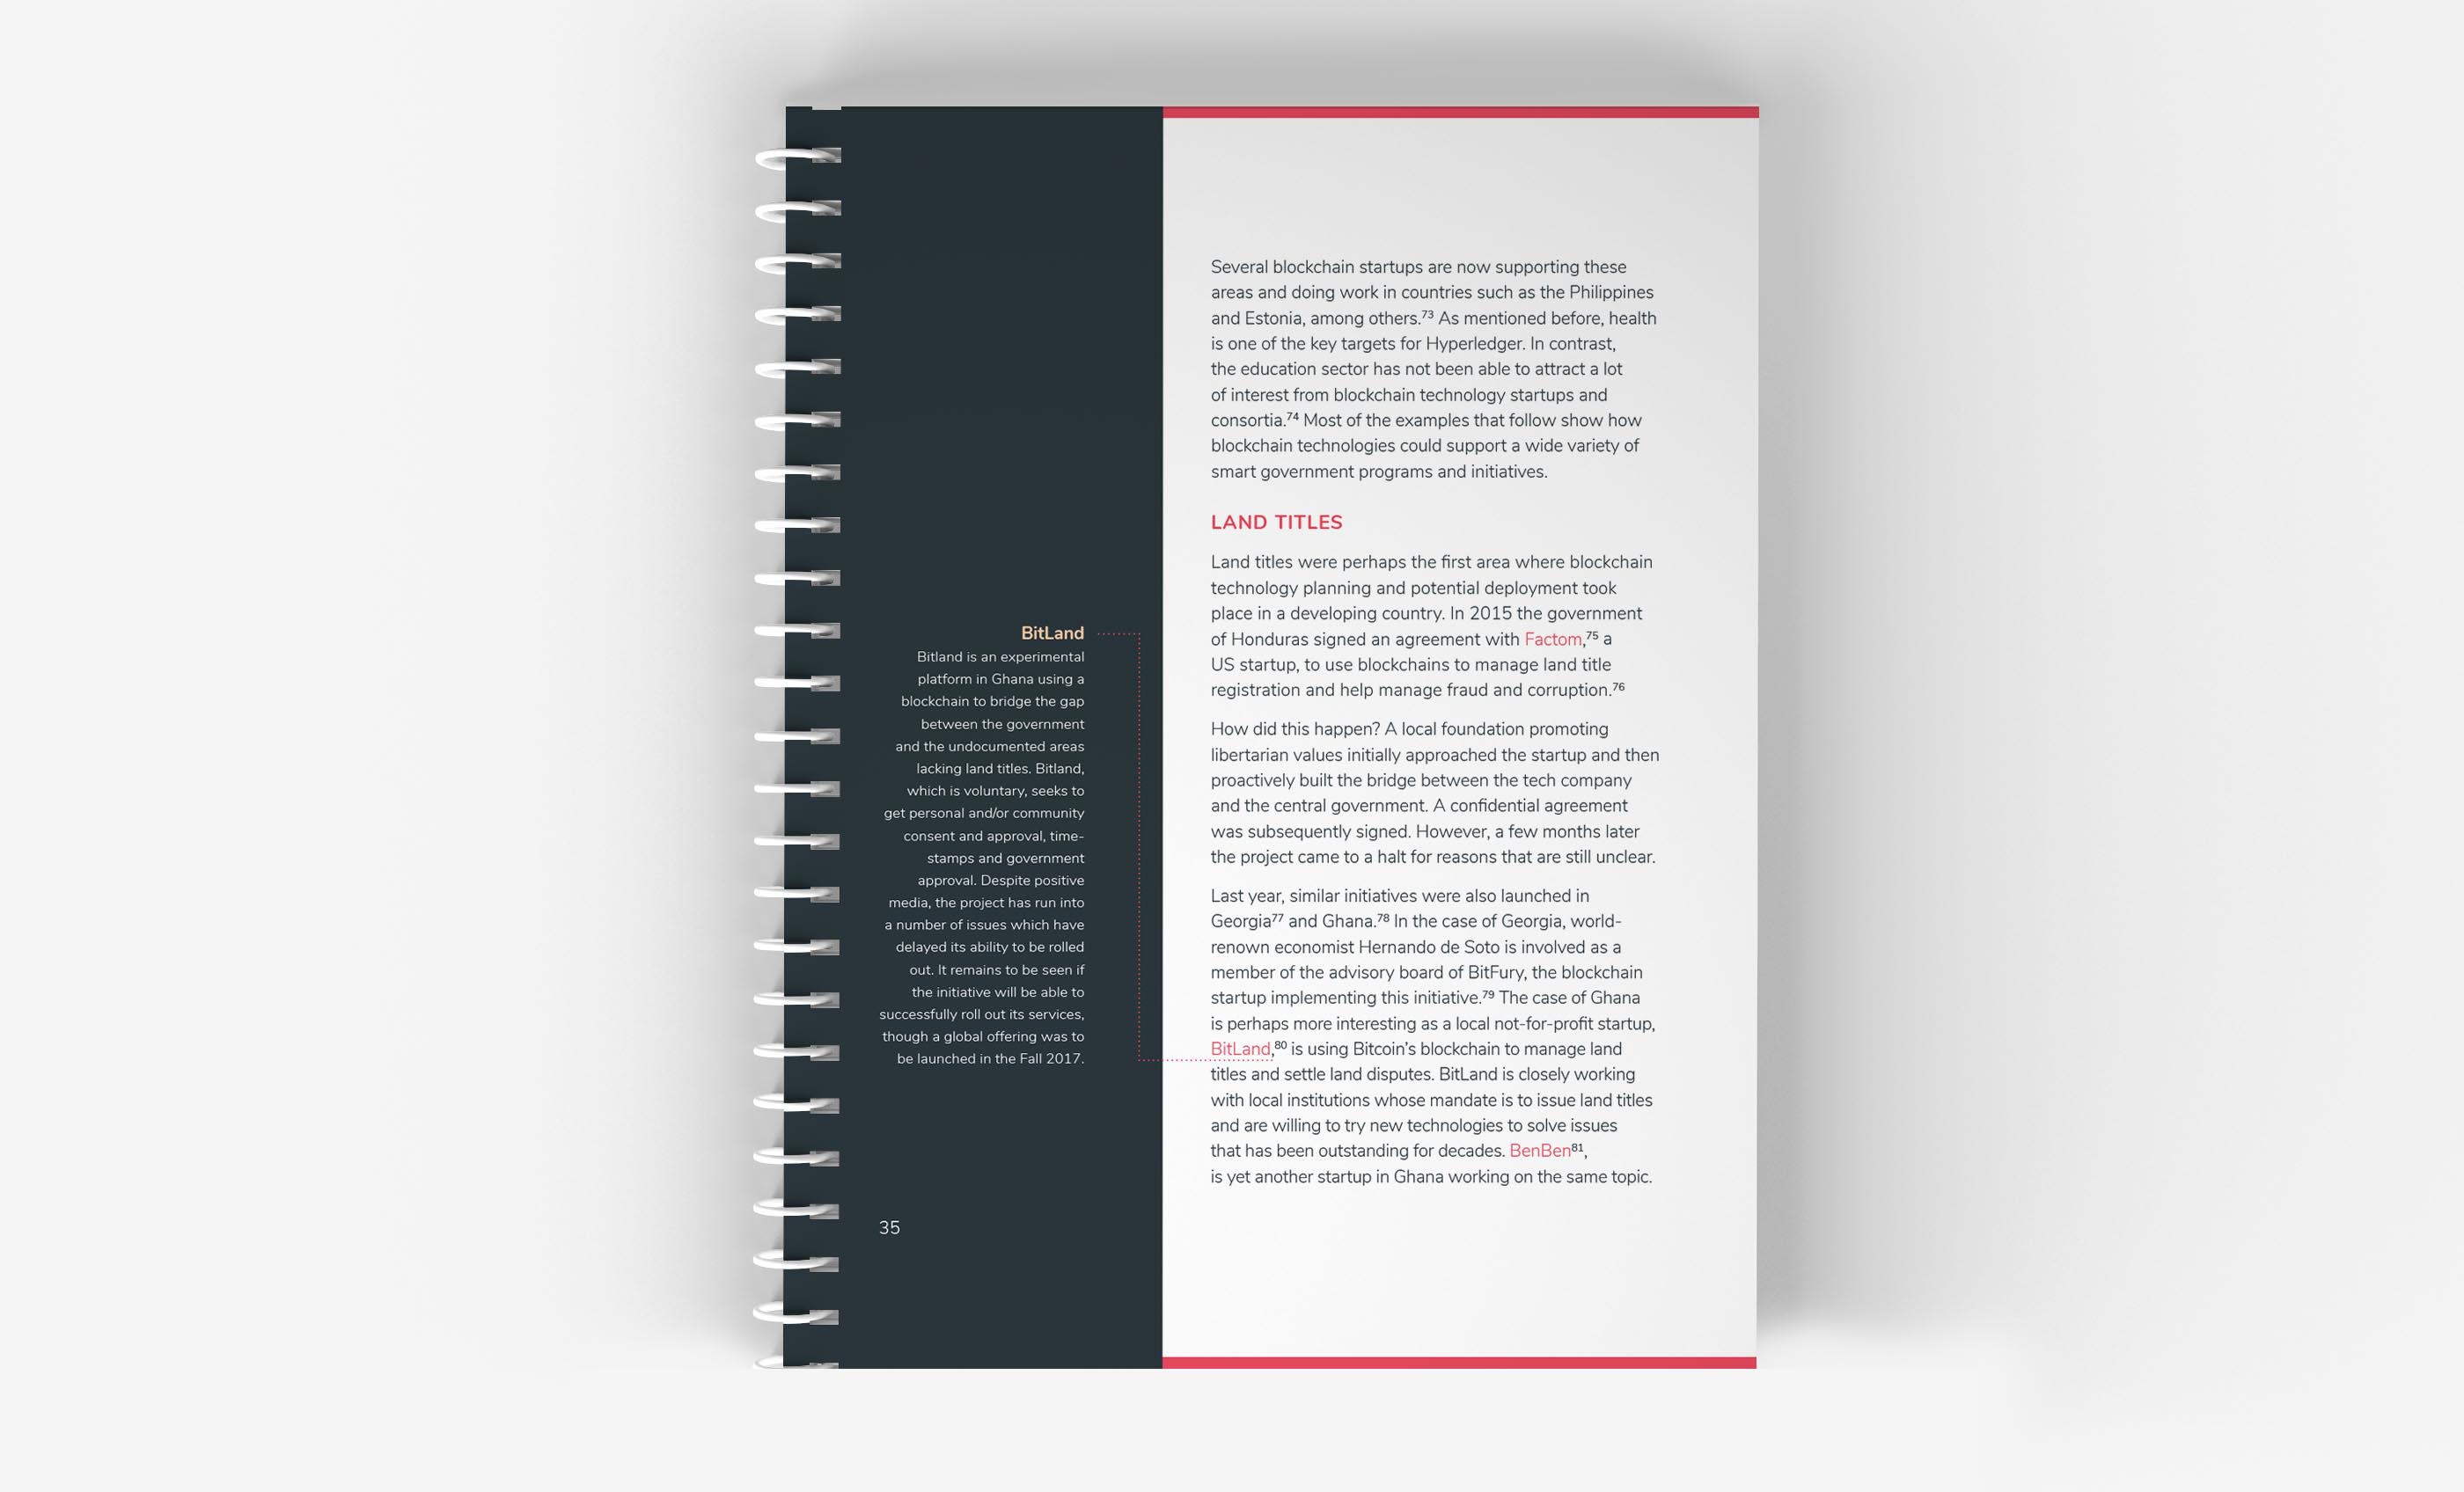 Several blockchain startups are now supporting these
areas and doing work in countries such as the Philippines
and Estonia, among others.⁷³ As mentioned before, health
is one of the key targets for Hyperledger. In contrast,
the education sector has not been able to attract a lot
of interest from blockchain technology startups and
consortia.⁷⁴ Most of the examples that follow show how
blockchain technologies could support a wide variety of
smart government programs and initiatives.
LAND TITLES
Land titles were perhaps the first area where blockchain
technology planning and potential deployment took
place in a developing country. In 2015 the government
of Honduras signed an agreement with Factom,⁷⁵ a
US startup, to use blockchains to manage land title
registration and help manage fraud and corruption.⁷⁶
How did this happen? A local foundation promoting
libertarian values initially approached the startup and then
proactively built the bridge between the tech company
and the central government. A confidential agreement
was subsequently signed. However, a few months later
the project came to a halt for reasons that are still unclear.
Last year, similar initiatives were also launched in
Georgia⁷⁷ and Ghana.⁷⁸ In the case of Georgia, world-
renown economist Hernando de Soto is involved as a
member of the advisory board of BitFury, the blockchain
startup implementing this initiative.⁷⁹ The case of Ghana
is perhaps more interesting as a local not-for-profit startup,
BitLand,⁸⁰ is using Bitcoin's blockchain to manage land
titles and settle land disputes. BitLand is closely working
with local institutions whose mandate is to issue land titles
and are willing to try new technologies to solve issues
that has been outstanding for decades. BenBen⁸¹,
is yet another startup in Ghana working on the same topic.
BitLand
Bitland is an experimental
platform in Ghana using a
blockchain to bridge the gap
between the government
and the undocumented areas
lacking land titles. Bitland,
which is voluntary, seeks to
get personal and/or community
consent and approval, time-
stamps and government
approval. Despite positive
media, the project has run into
a number of issues which have
delayed its ability to be rolled
out. It remains to be seen if
the initiative will be able to
successfully roll out its services,
though a global offering was to
be launched in the Fall 2017.
35